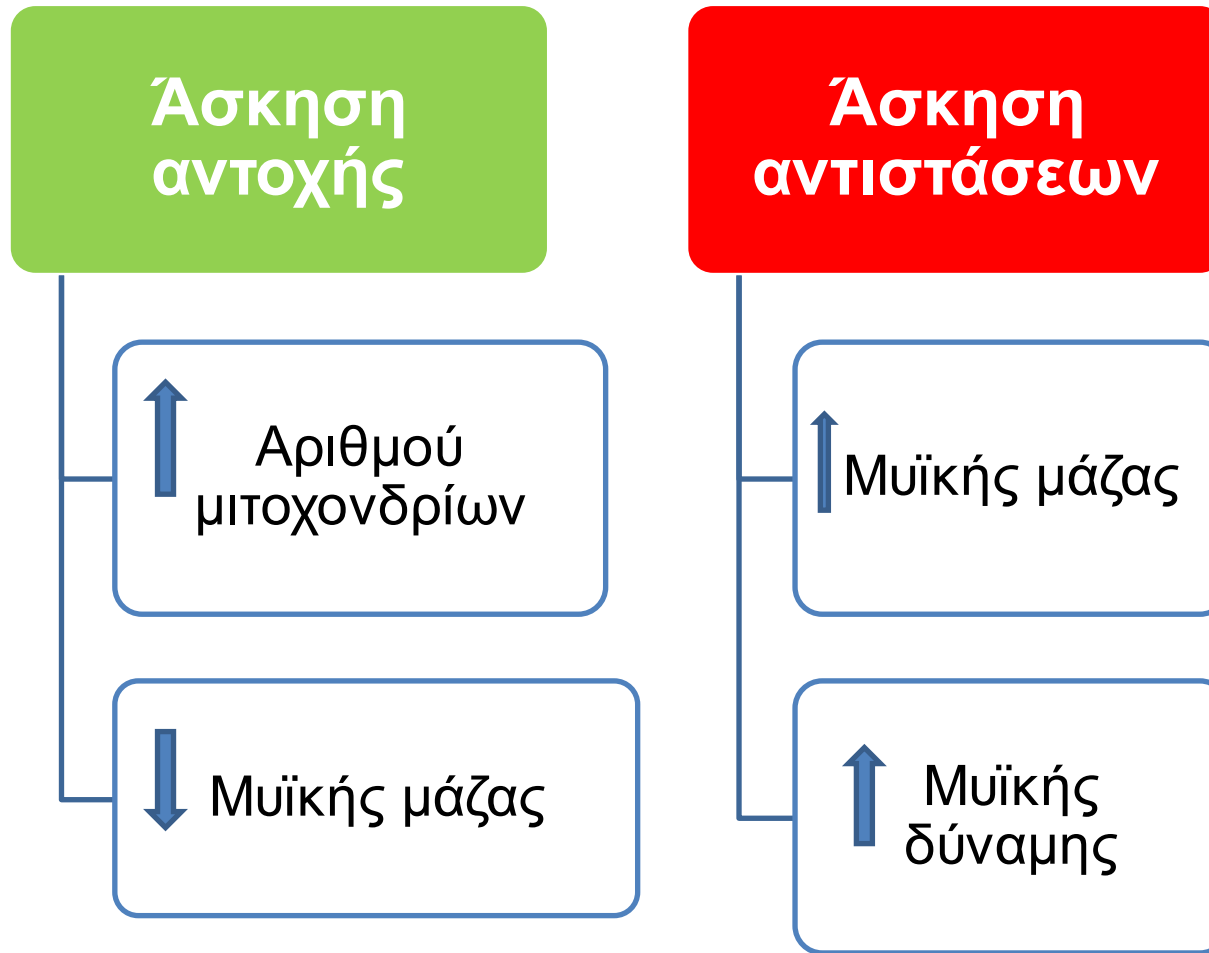 Άσκηση
αντοχής
Αριθμού
μιτοχονδρίων
Μυϊκής μάζας
Άσκηση
αντιστάσεων
Μυϊκής μάζας
Μυϊκής
δύναμης